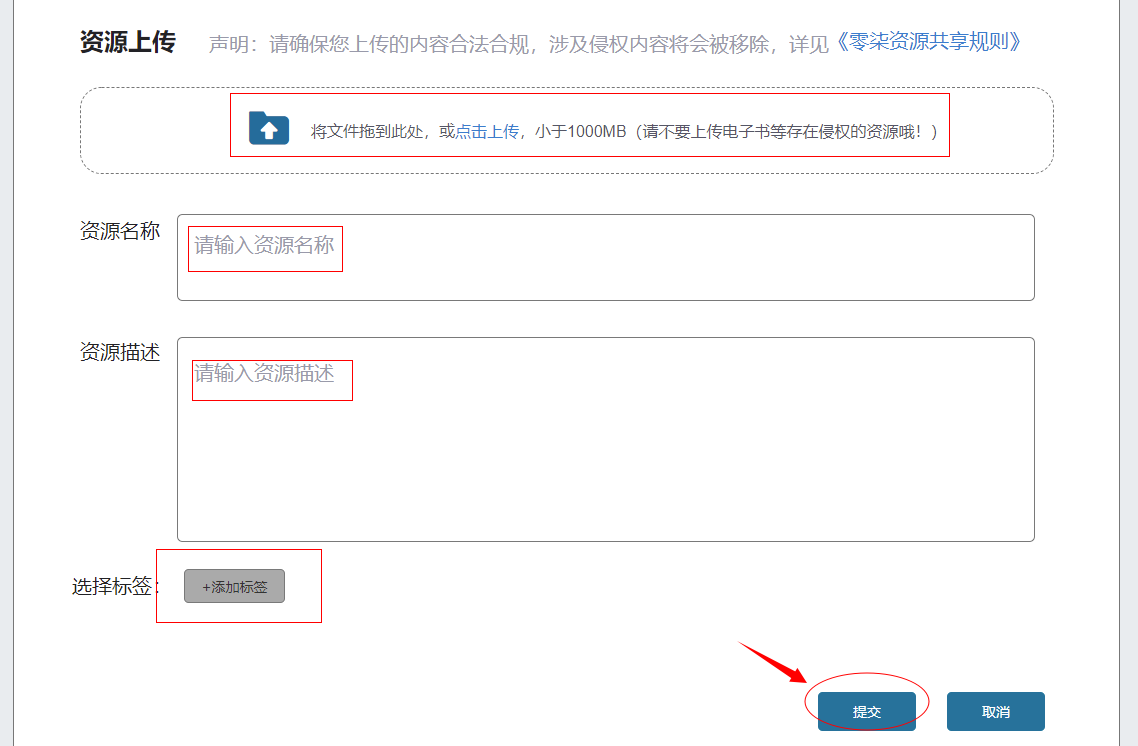 资源上传 声明：请确保您上传的内容合法合规，涉及侵权内容将会被移除，详见《零柒资源共享规则》
将文件拖到此处，或点击上传，小于1000MB（请不要上传电子书等存在侵权的资源哦！）
资源名称
请输入资源名称
资源描述
请输入资源描述
选择标签： +添加标签
提交 取消